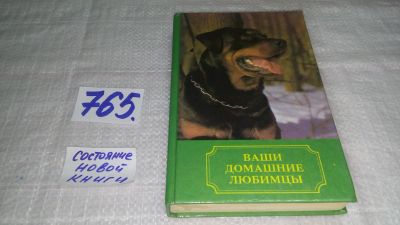 765.
состояние
новой
книги
ВАШИ
ДОМАШНИЕ
ЛЮБИМЦЫ